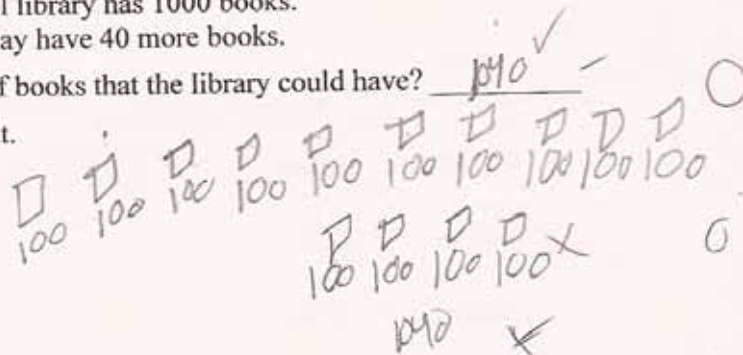 l library has 1000 books.
ay have 40 more books.
f books that the library could have? 1040
t.
100 100 100 100 100 100 100 100 100 100
100 100 100 100
1040